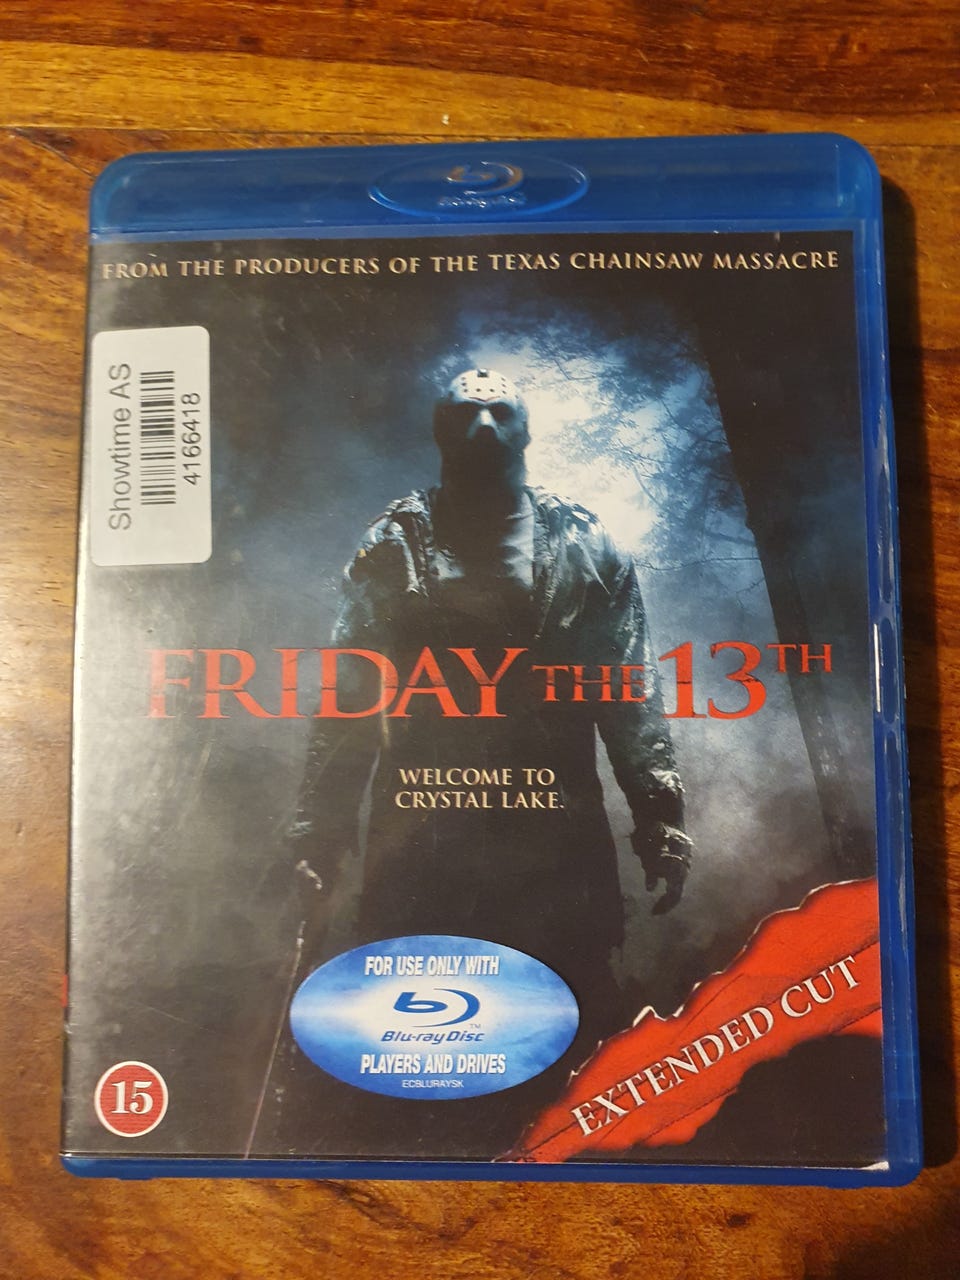 FROM THE PRODUCERS OF THE TEXAS CHAINSAW MASSACRE
Showtime AS
4166418
FRIDAY THE 13TH
WELCOME TO
CRYSTAL LAKE.
FOR USE ONLY WITH
Blu-ray Disc™
PLAYERS AND DRIVES
ECBLURAYSK
15
EXTENDED CUT